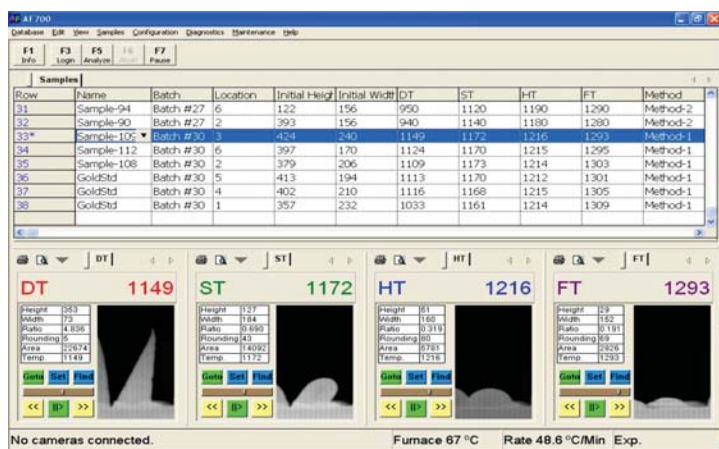 AF 700
Database Edit View Samples Configuration Diagnostics Maintenance Help
F1 F3 F5 F6 F7
Info Login Analyze Pause
Samples
Row Name Batch Location Initial Heigh Initial Width DT ST HT FT Method
31 Sample-94 Batch #27 6 122 156 950 1120 1190 1290 Method-2
32 Sample-90 Batch #27 2 393 156 940 1140 1180 1280 Method-2
33* Sample-109 Batch #30 3 424 240 1149 1172 1216 1293 Method-1
34 Sample-112 Batch #30 6 397 170 1124 1170 1215 1295 Method-1
35 Sample-108 Batch #30 2 379 206 1109 1173 1214 1303 Method-1
36 GoldStd Batch #30 5 413 194 1113 1170 1212 1301 Method-1
37 GoldStd Batch #30 4 402 210 1116 1168 1215 1305 Method-1
38 GoldStd Batch #30 1 357 232 1033 1161 1214 1309 Method-1
DT ST HT FT
DT 1149 ST 1172 HT 1216 FT 1293
Height 353 Height 127 Height 51 Height 29
Width 73 Width 184 Width 160 Width 152
Ratio 4.836 Ratio 0.690 Ratio 0.319 Ratio 0.191
Rounding 5 Rounding 43 Rounding 80 Rounding 69
Area 22674 Area 14092 Area 5781 Area 2826
Temp. 1149 Temp. 1172 Temp. 1216 Temp. 1293
Goto Set Find Goto Set Find Goto Set Find Goto Set Find
<< || > >> << || > >> << || > >> << || > >>
No cameras connected. Furnace 67 °C Rate 48.6 °C/Min Exp.